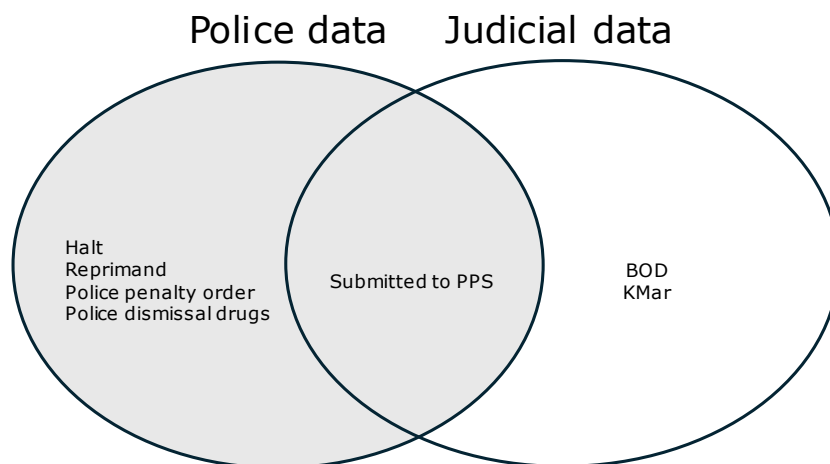 Police data
Judicial data
Halt
Reprimand
Police penalty order
Police dismissal drugs
Submitted to PPS
BOD
KMar